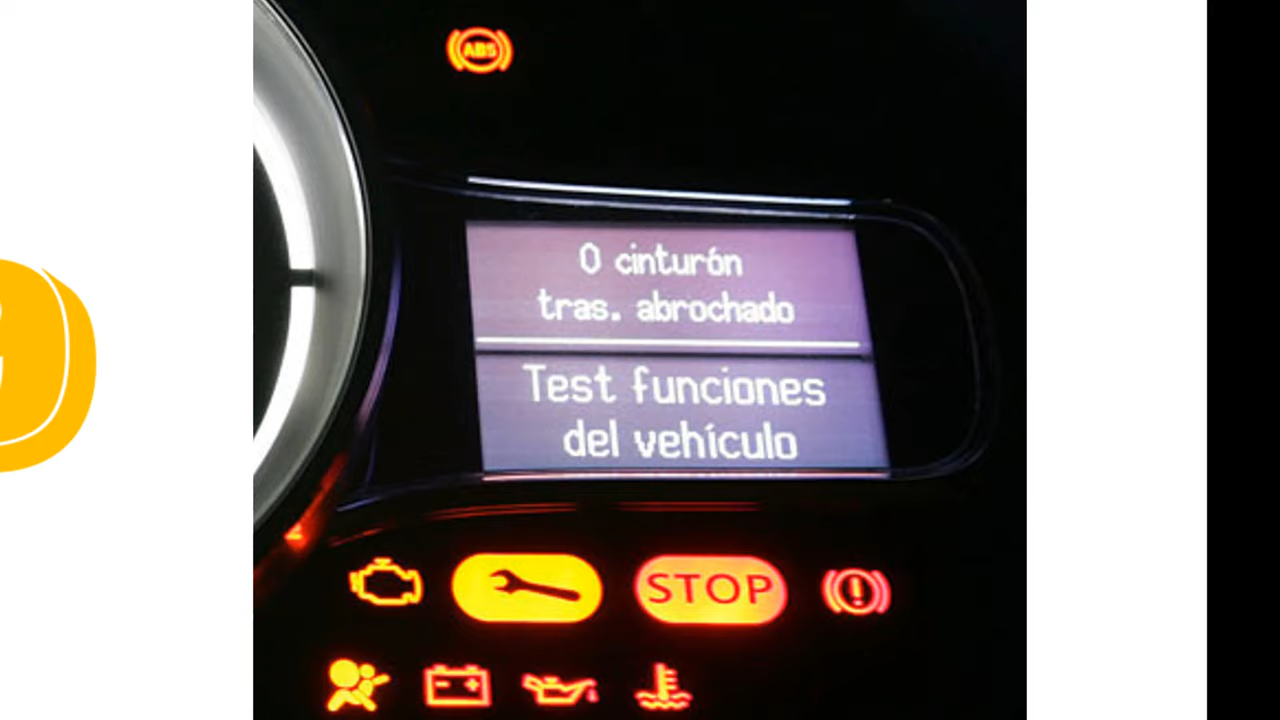 ABS
0 cinturón
tras. abrochado
Test funciones
del vehículo
STOP